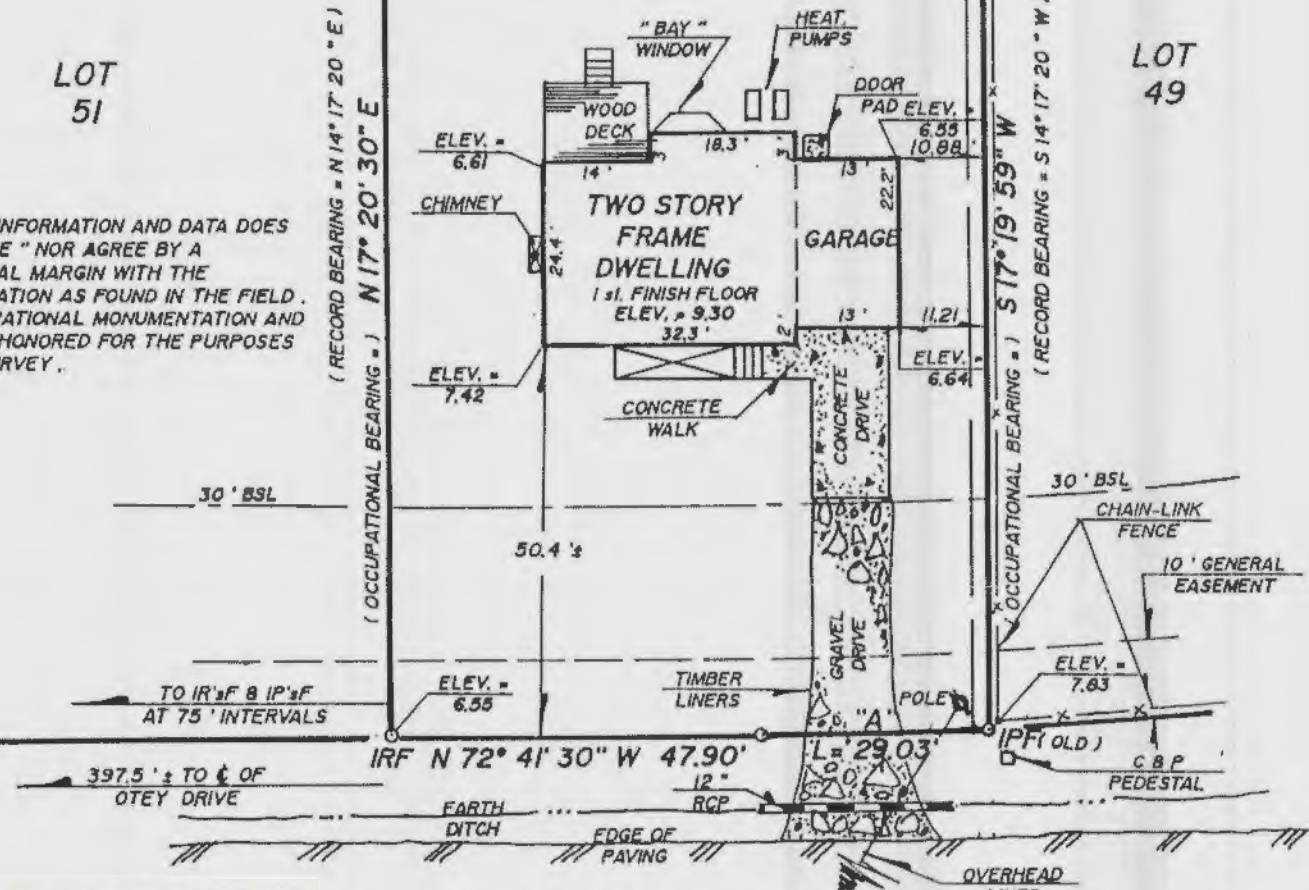 LOT
51
(RECORD BEARING = N 14° 17' 20" E)
(OCCUPATIONAL BEARING = ) N 17° 20' 30" E
INFORMATION AND DATA DOES
E " NOR AGREE BY A
AL MARGIN WITH THE
ATION AS FOUND IN THE FIELD.
ATIONAL MONUMENTATION AND
HONORED FOR THE PURPOSES
RVEY.
" BAY "
WINDOW
HEAT
PUMPS
DOOR
PAD
ELEV.
6.55
10.88
LOT
49
WOOD
DECK
ELEV. =
6.61
14'
3'
18.3'
3'
13'
22.2'
CHIMNEY
24.4'
TWO STORY
FRAME
DWELLING
1 st. FINISH FLOOR
ELEV. = 9.30
32.3'
2'
GARAGE
13'
11.21
ELEV. =
6.64
ELEV. =
7.42
CONCRETE
WALK
CONCRETE
DRIVE
(OCCUPATIONAL BEARING = ) S 17° 19' 59" W
(RECORD BEARING = S 14° 17' 20" W
30' BSL
30' BSL
50.4'±
CHAIN-LINK
FENCE
10' GENERAL
EASEMENT
GRAVEL
DRIVE
TIMBER
LINERS
POLE
ELEV. =
7.83
TO IR'sF & IP'sF
AT 75' INTERVALS
ELEV. =
6.55
"A"
IRF N 72° 41' 30" W 47.90'
L= 29.03'
IPF(OLD)
C & P
PEDESTAL
397.5'± TO ℄ OF
OTEY DRIVE
12"
RCP
EARTH
DITCH
EDGE OF
PAVING
OVERHEAD